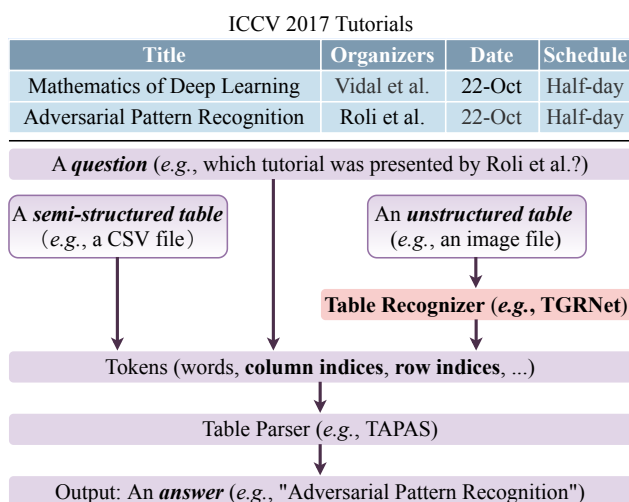 ICCV 2017 Tutorials
Title Organizers Date Schedule
Mathematics of Deep Learning Vidal et al. 22-Oct Half-day
Adversarial Pattern Recognition Roli et al. 22-Oct Half-day
A question (e.g., which tutorial was presented by Roli et al.?)
A semi-structured table
(e.g., a CSV file)
An unstructured table
(e.g., an image file)
Table Recognizer (e.g., TGRNet)
Tokens (words, column indices, row indices, ...)
Table Parser (e.g., TAPAS)
Output: An answer (e.g., "Adversarial Pattern Recognition")